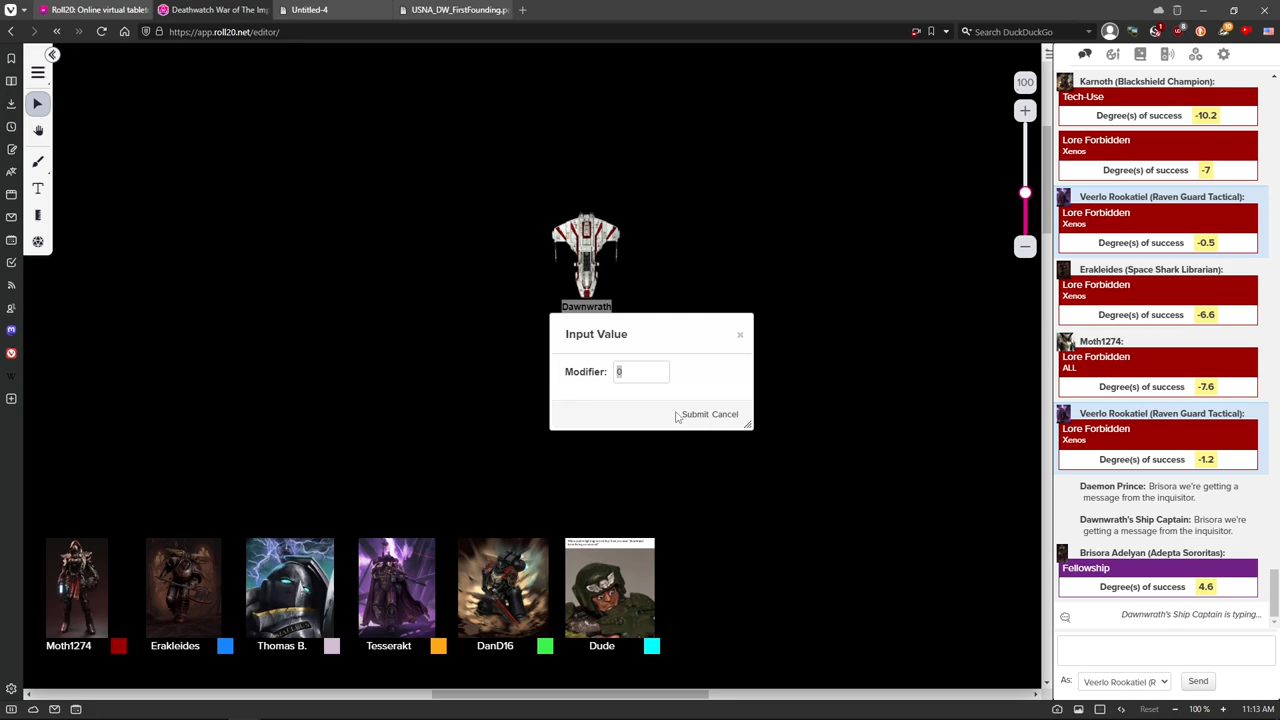 Roll20: Online virtual tablet
Deathwatch War of The Im
Untitled-4
USNA_DW_FirstFounding.p
https://app.roll20.net/editor/
Search DuckDuckGo
100
Karnoth (Blackshield Champion):
Tech-Use
Degree(s) of success -10.2
Lore Forbidden
Xenos
Degree(s) of success -7
Veerlo Rookatiel (Raven Guard Tactical):
Lore Forbidden
Xenos
Degree(s) of success -0.5
Erakleides (Space Shark Librarian):
Lore Forbidden
Xenos
Degree(s) of success -6.6
Moth1274:
Lore Forbidden
ALL
Degree(s) of success -7.6
Veerlo Rookatiel (Raven Guard Tactical):
Lore Forbidden
Xenos
Degree(s) of success -1.2
Daemon Prince: Brisora we're getting a
message from the inquisitor.
Dawnwrath's Ship Captain: Brisora we're
getting a message from the inquisitor.
Brisora Adelyan (Adepta Sororitas):
Fellowship
Degree(s) of success 4.6
Dawnwrath's Ship Captain is typing...
As: Veerlo Rookatiel (R
Send
Dawnwrath
Input Value
Modifier: 0
Submit Cancel
Moth1274
Erakleides
Thomas B.
Tesserakt
DanD16
Dude
Reset
100 %
11:13 AM